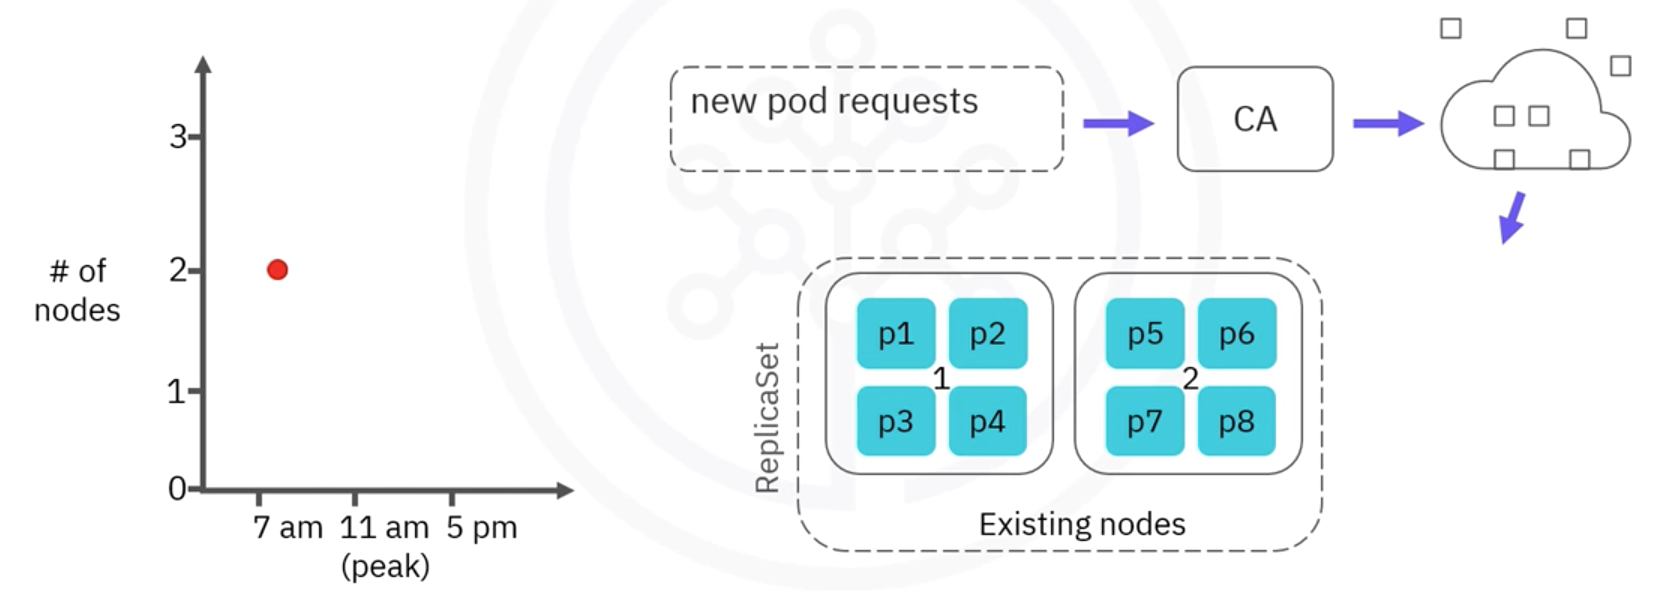 3
2
1
0
# of
nodes
7 am 11 am 5 pm
(peak)
new pod requests
CA
ReplicaSet
p1 p2
1
p3 p4
p5 p6
2
p7 p8
Existing nodes